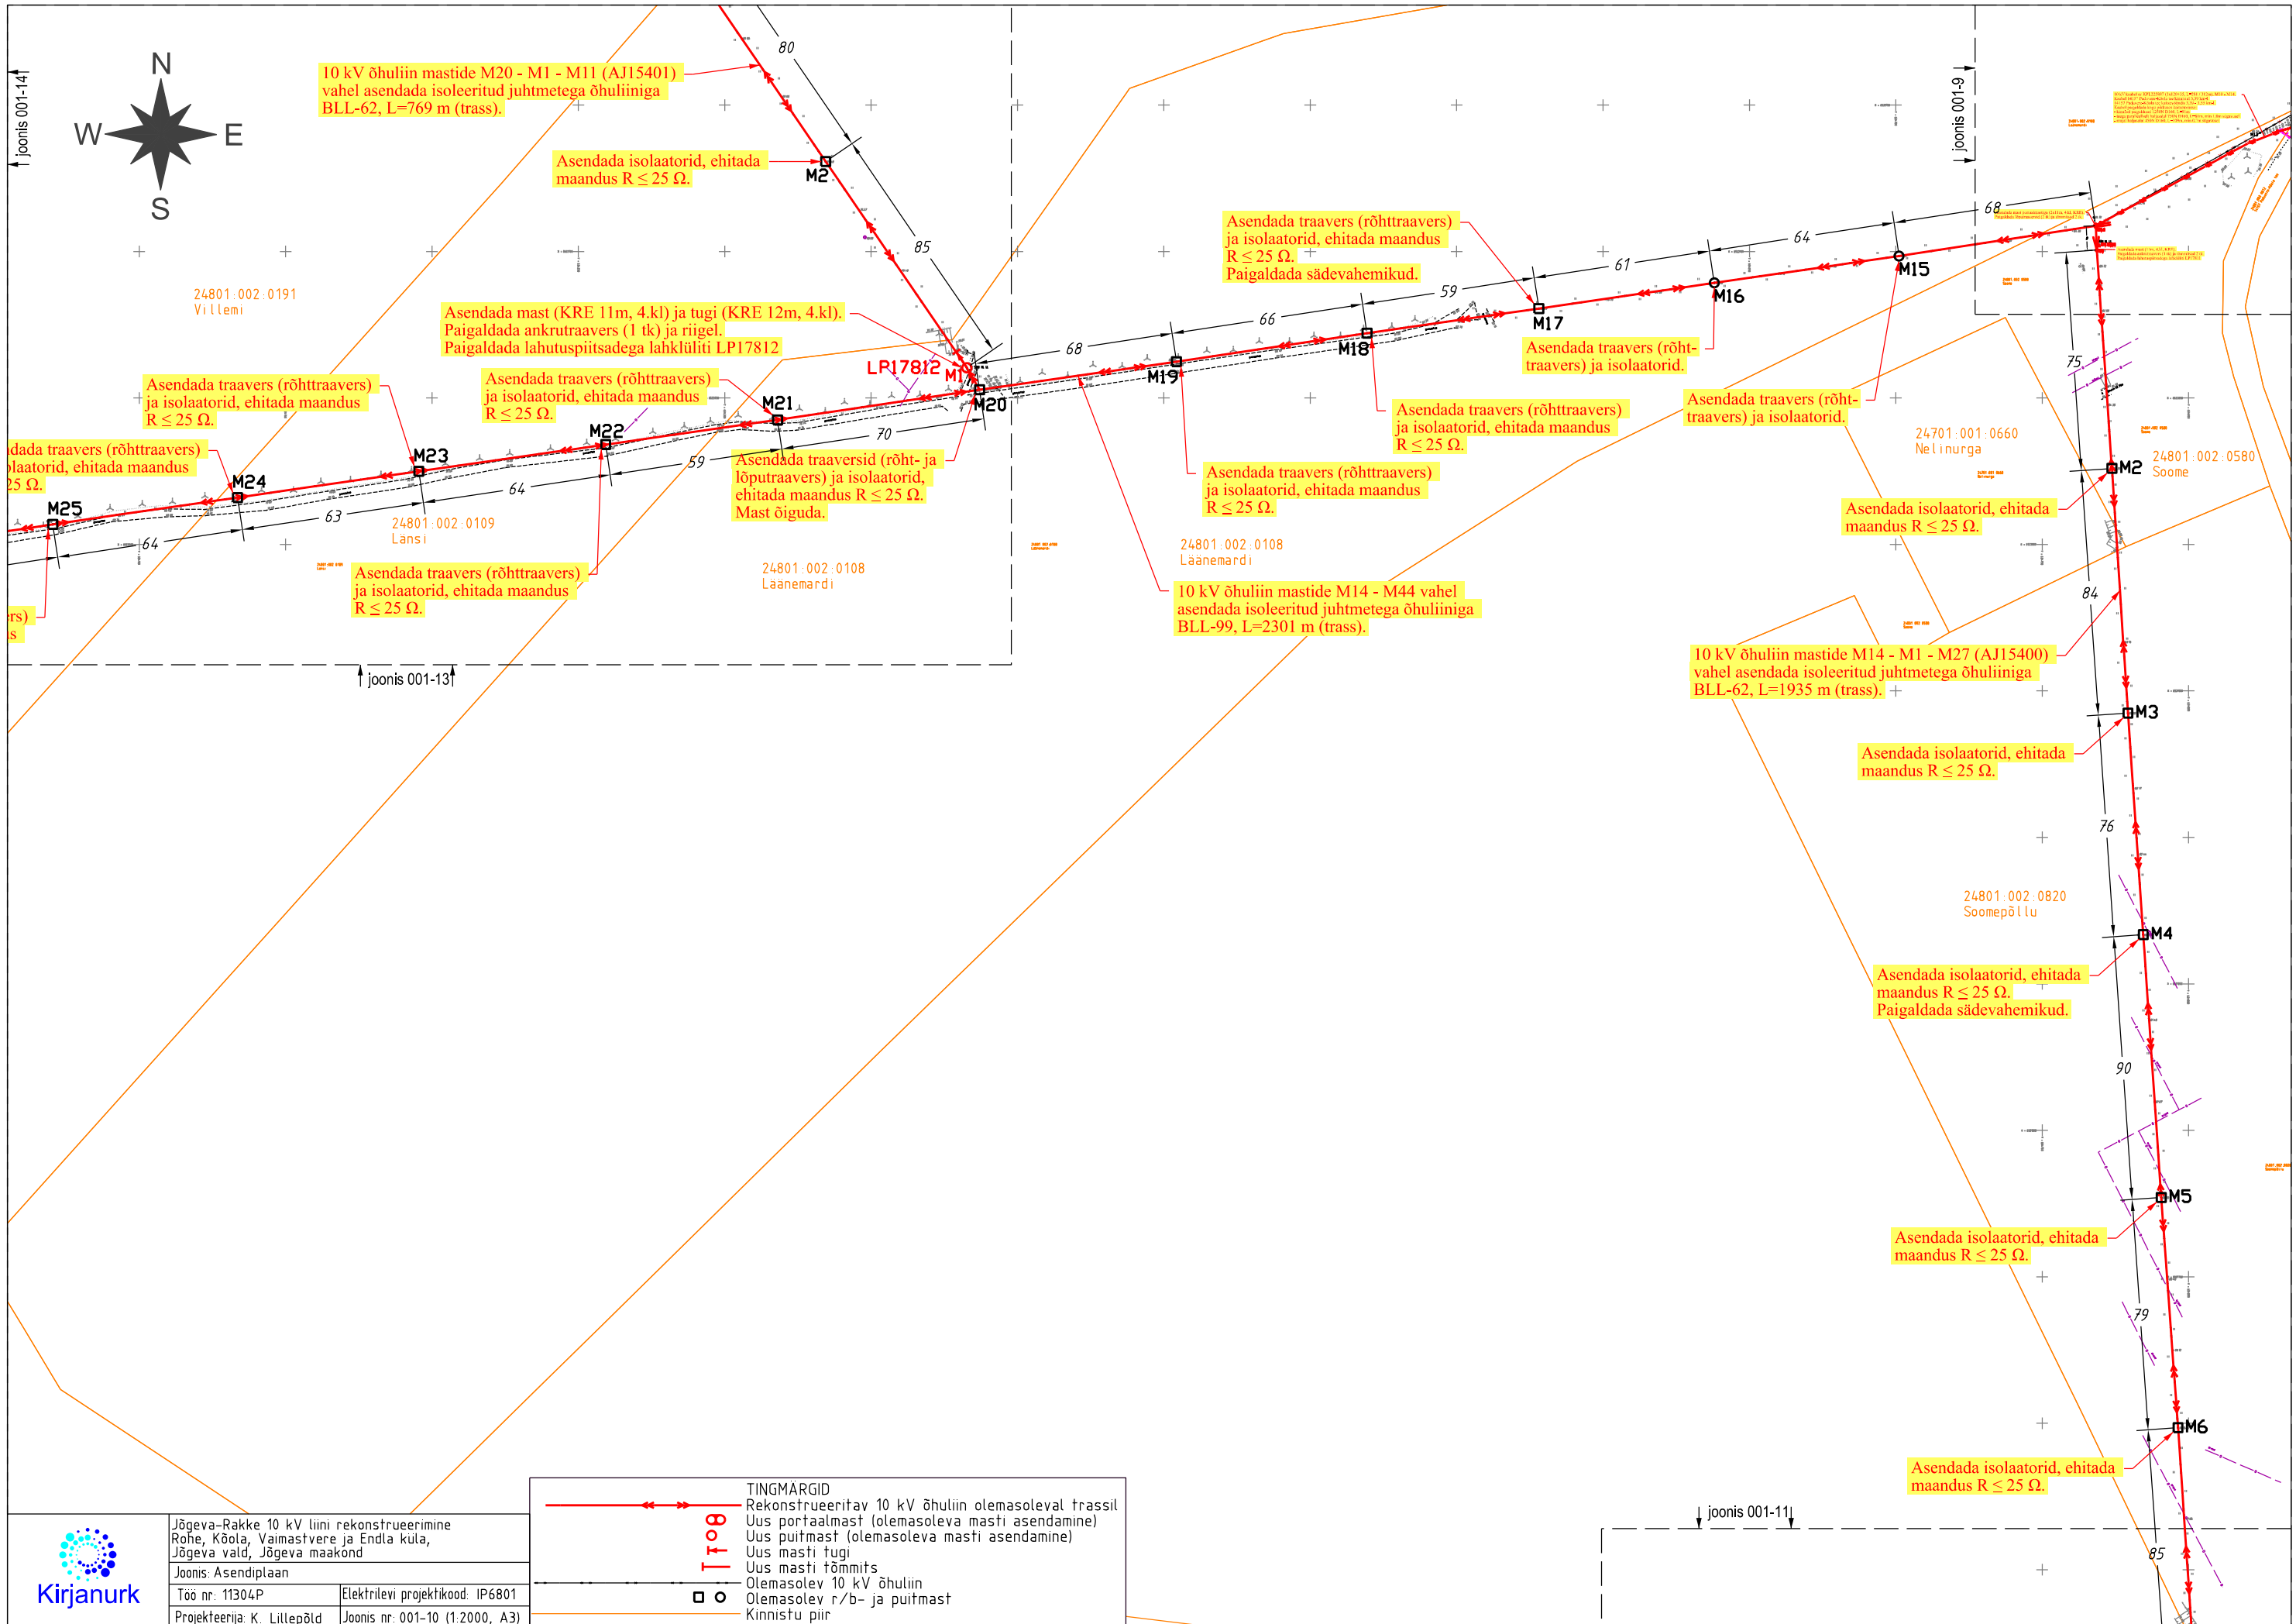 joonis 001-14
N
W
E
S
10 kV õhuliin mastide M20 - M1 - M11 (AJ15401)
vahel asendada isoleeritud juhtmetega õhuliiniga
BLL-62, L=769 m (trass).
80
Asendada isolaatorid, ehitada
maandus R ≤ 25 Ω.
M2
85
joonis 001-9
24801:002:0191
Villemi
Asendada mast (KRE 11m, 4.kl) ja tugi (KRE 12m, 4.kl).
Paigaldada ankrutraavers (1 tk) ja riigel.
Paigaldada lahutuspiitsadega lahklüliti LP17812
LP17812
M1
M20
Asendada traavers (rõhttraavers)
ja isolaatorid, ehitada maandus
R ≤ 25 Ω.
Paigaldada sädevahemikud.
68
66
59
61
64
68
M19
M18
M17
M16
M15
Asendada traavers (rõht-
traavers) ja isolaatorid.
Asendada traavers (rõht-
traavers) ja isolaatorid.
Asendada traavers (rõhttraavers)
ja isolaatorid, ehitada maandus
R ≤ 25 Ω.
Asendada traavers (rõhttraavers)
ja isolaatorid, ehitada maandus
R ≤ 25 Ω.
Asendada traavers (rõhttraavers)
ja isolaatorid, ehitada maandus
R ≤ 25 Ω.
Asendada traavers (rõhttraavers)
ja isolaatorid, ehitada maandus
R ≤ 25 Ω.
dada traavers (rõhttraavers)
olaatorid, ehitada maandus
25 Ω.
M25
M24
M23
M22
M21
64
63
64
59
70
Asendada traaversid (rõht- ja
lõputraavers) ja isolaatorid,
ehitada maandus R ≤ 25 Ω.
Mast õiguda.
24801:002:0109
Länsi
Asendada traavers (rõhttraavers)
ja isolaatorid, ehitada maandus
R ≤ 25 Ω.
24801:002:0108
Läänemardi
24801:002:0108
Läänemardi
10 kV õhuliin mastide M14 - M44 vahel
asendada isoleeritud juhtmetega õhuliiniga
BLL-99, L=2301 m (trass).
joonis 001-13
75
24701:001:0660
Nelinurga
24801:002:0580
Soome
M2
Asendada isolaatorid, ehitada
maandus R ≤ 25 Ω.
84
10 kV õhuliin mastide M14 - M1 - M27 (AJ15400)
vahel asendada isoleeritud juhtmetega õhuliiniga
BLL-62, L=1935 m (trass).
M3
Asendada isolaatorid, ehitada
maandus R ≤ 25 Ω.
76
24801:002:0820
Soomepõllu
M4
Asendada isolaatorid, ehitada
maandus R ≤ 25 Ω.
Paigaldada sädevahemikud.
90
M5
Asendada isolaatorid, ehitada
maandus R ≤ 25 Ω.
79
M6
Asendada isolaatorid, ehitada
maandus R ≤ 25 Ω.
joonis 001-11
85
Kirjanurk
Jõgeva-Rakke 10 kV liini rekonstrueerimine
Rohe, Kõola, Vaimastvere ja Endla küla,
Jõgeva vald, Jõgeva maakond
Joonis: Asendiplaan
Töö nr: 11304P
Elektrilevi projektikood: IP6801
Projekteerija: K. Lillepõld
Joonis nr: 001-10 (1:2000, A3)
TINGMÄRGID
Rekonstrueeritav 10 kV õhuliin olemasoleval trassil
Uus portaalmast (olemasoleva masti asendamine)
Uus puitmast (olemasoleva masti asendamine)
Uus masti tugi
Uus masti tõmmits
Olemasolev 10 kV õhuliin
Olemasolev r/b- ja puitmast
Kinnistu piir